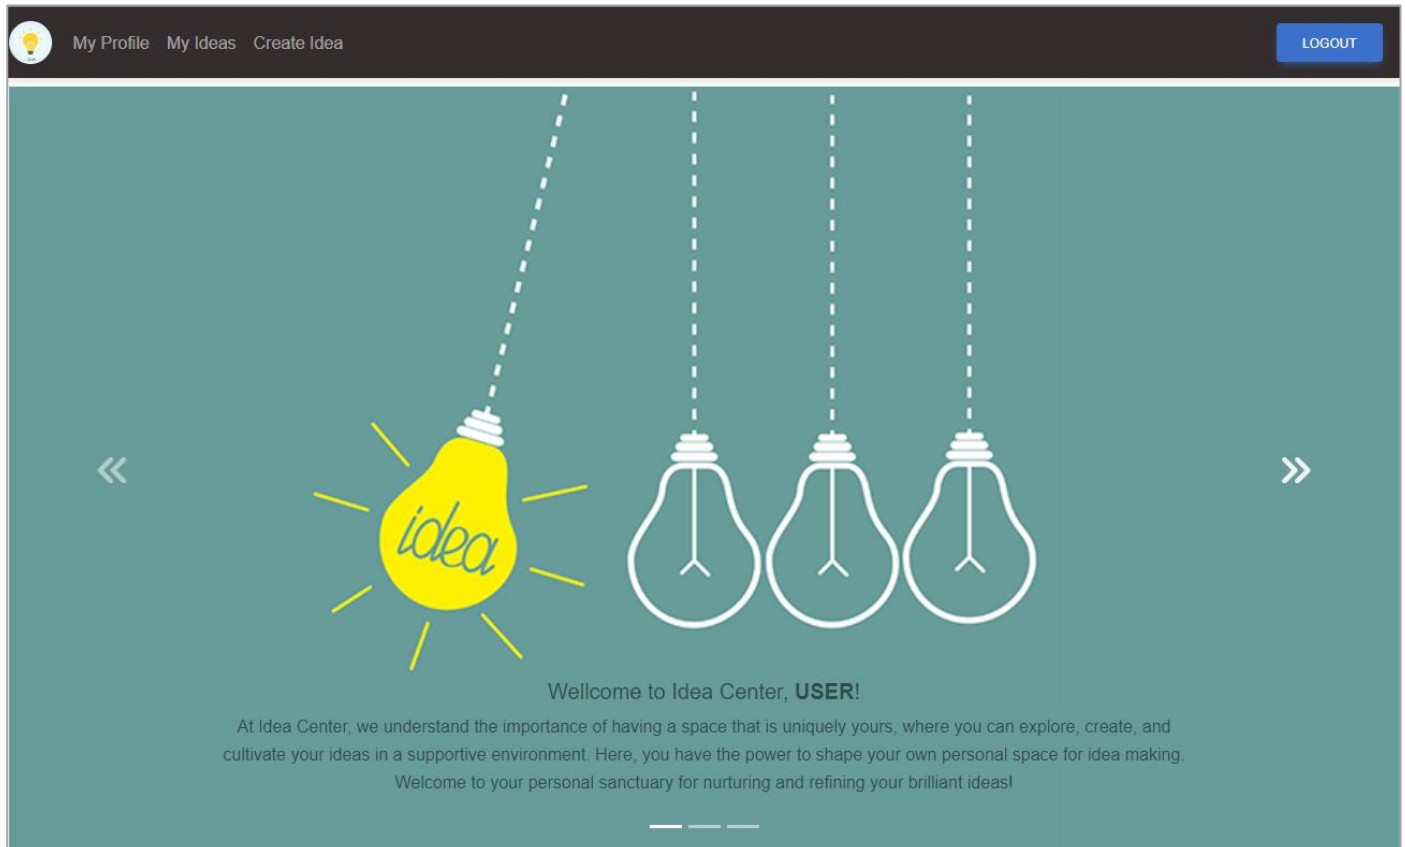 My Profile My Ideas Create Idea LOGOUT
idea
Wellcome to Idea Center, USER!
At Idea Center, we understand the importance of having a space that is uniquely yours, where you can explore, create, and
cultivate your ideas in a supportive environment. Here, you have the power to shape your own personal space for idea making.
Welcome to your personal sanctuary for nurturing and refining your brilliant ideas!